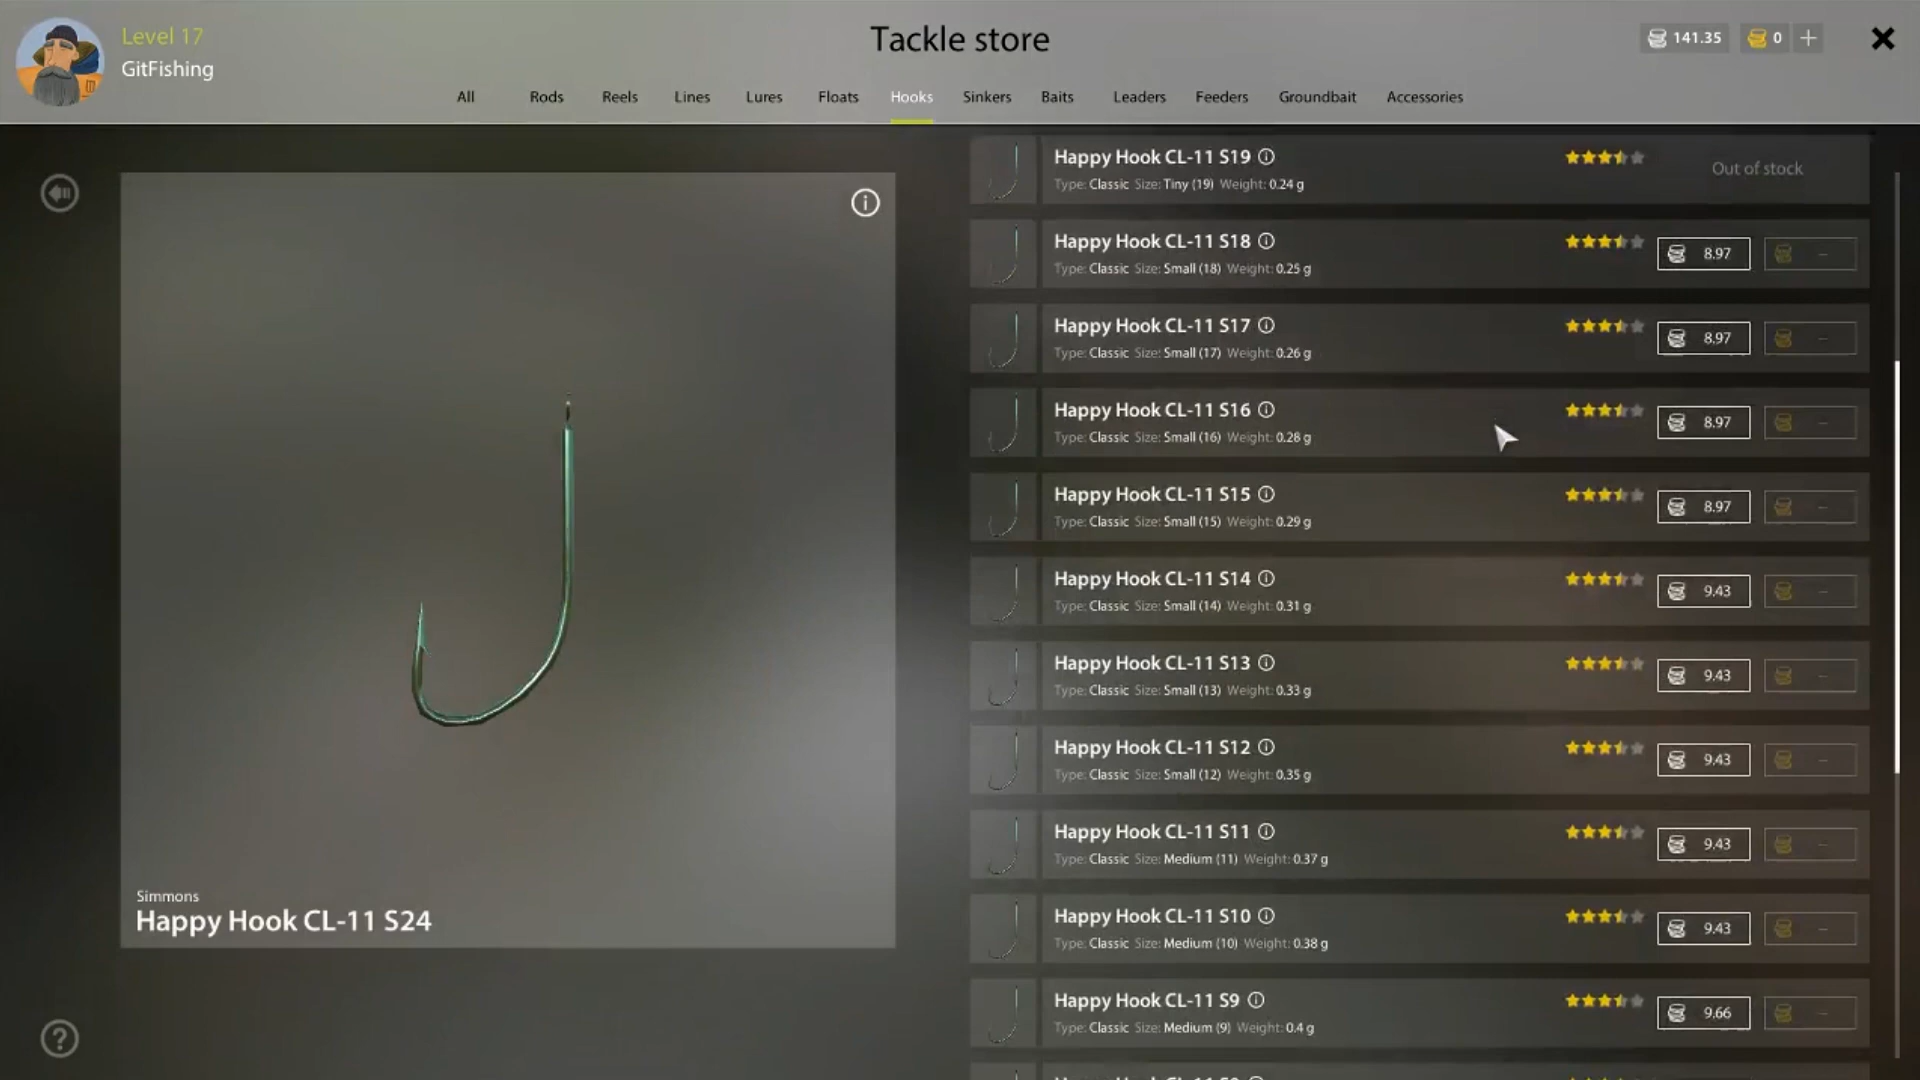 Level 17
GitFishing
Tackle store
141.35
0
All Rods Reels Lines Lures Floats Hooks Sinkers Baits Leaders Feeders Groundbait Accessories
Simmons
Happy Hook CL-11 S24
Happy Hook CL-11 S19
Type: Classic Size: Tiny (19) Weight: 0.24 g
Out of stock
Happy Hook CL-11 S18
Type: Classic Size: Small (18) Weight: 0.25 g
8.97 –
Happy Hook CL-11 S17
Type: Classic Size: Small (17) Weight: 0.26 g
8.97 –
Happy Hook CL-11 S16
Type: Classic Size: Small (16) Weight: 0.28 g
8.97 –
Happy Hook CL-11 S15
Type: Classic Size: Small (15) Weight: 0.29 g
8.97 –
Happy Hook CL-11 S14
Type: Classic Size: Small (14) Weight: 0.31 g
9.43 –
Happy Hook CL-11 S13
Type: Classic Size: Small (13) Weight: 0.33 g
9.43 –
Happy Hook CL-11 S12
Type: Classic Size: Small (12) Weight: 0.35 g
9.43 –
Happy Hook CL-11 S11
Type: Classic Size: Medium (11) Weight: 0.37 g
9.43 –
Happy Hook CL-11 S10
Type: Classic Size: Medium (10) Weight: 0.38 g
9.43 –
Happy Hook CL-11 S9
Type: Classic Size: Medium (9) Weight: 0.4 g
9.66 –